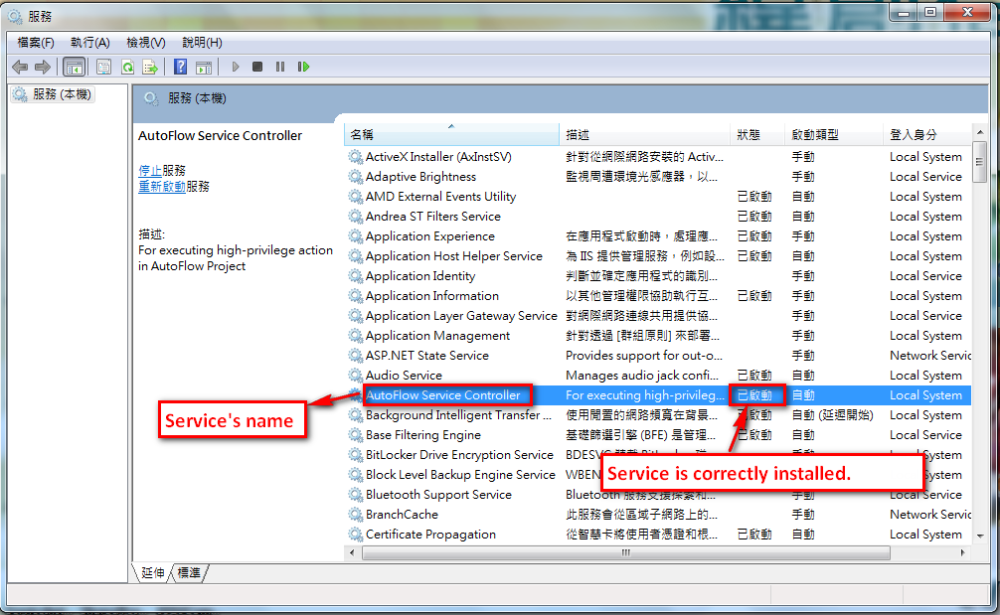 服務
檔案(F) 執行(A) 檢視(V) 說明(H)
服務 (本機)
服務 (本機)
AutoFlow Service Controller
停止服務
重新啟動服務
描述:
For executing high-privilege action
in AutoFlow Project
名稱 描述 狀態 啟動類型 登入身分
ActiveX Installer (AxInstSV) 針對從網際網路安裝的 Activ... 手動 Local System
Adaptive Brightness 監視周遭環境光感應器，以... 手動 Local Service
AMD External Events Utility 已啟動 自動 Local System
Andrea ST Filters Service 已啟動 自動 Local System
Application Experience 在應用程式啟動時，處理應... 已啟動 手動 Local System
Application Host Helper Service 為 IIS 提供管理服務，例如設... 已啟動 自動 Local System
Application Identity 判斷並確定應用程式的識別... 手動 Local Service
Application Information 以其他管理權限協助執行互... 已啟動 手動 Local System
Application Layer Gateway Service 對網際網路連線共用提供協... 手動 Local Service
Application Management 針對透過 [群組原則] 來部署... 手動 Local System
ASP.NET State Service Provides support for out-o... 手動 Network Servic
Audio Service Manages audio jack confi... 已啟動 自動 Local System
AutoFlow Service Controller For executing high-privileg... 已啟動 自動 Local System
Service's name
Background Intelligent Transfer ... 使用閒置的網路頻寬在背景... 已啟動 自動 (延遲開始) Local System
Base Filtering Engine 基礎篩選引擎 (BFE) 是管理... 已啟動 自動 Local Service
BitLocker Drive Encryption Service BDESVC Local System
Service is correctly installed.
Block Level Backup Engine Service WBEN
Bluetooth Support Service Bluetooth 服務支援探索和... 手動 Local Service
BranchCache 此服務會從區域子網路上的... 手動 Network Servic
Certificate Propagation 從智慧卡將使用者憑證和根... 已啟動 自動 Local System
延伸 標準